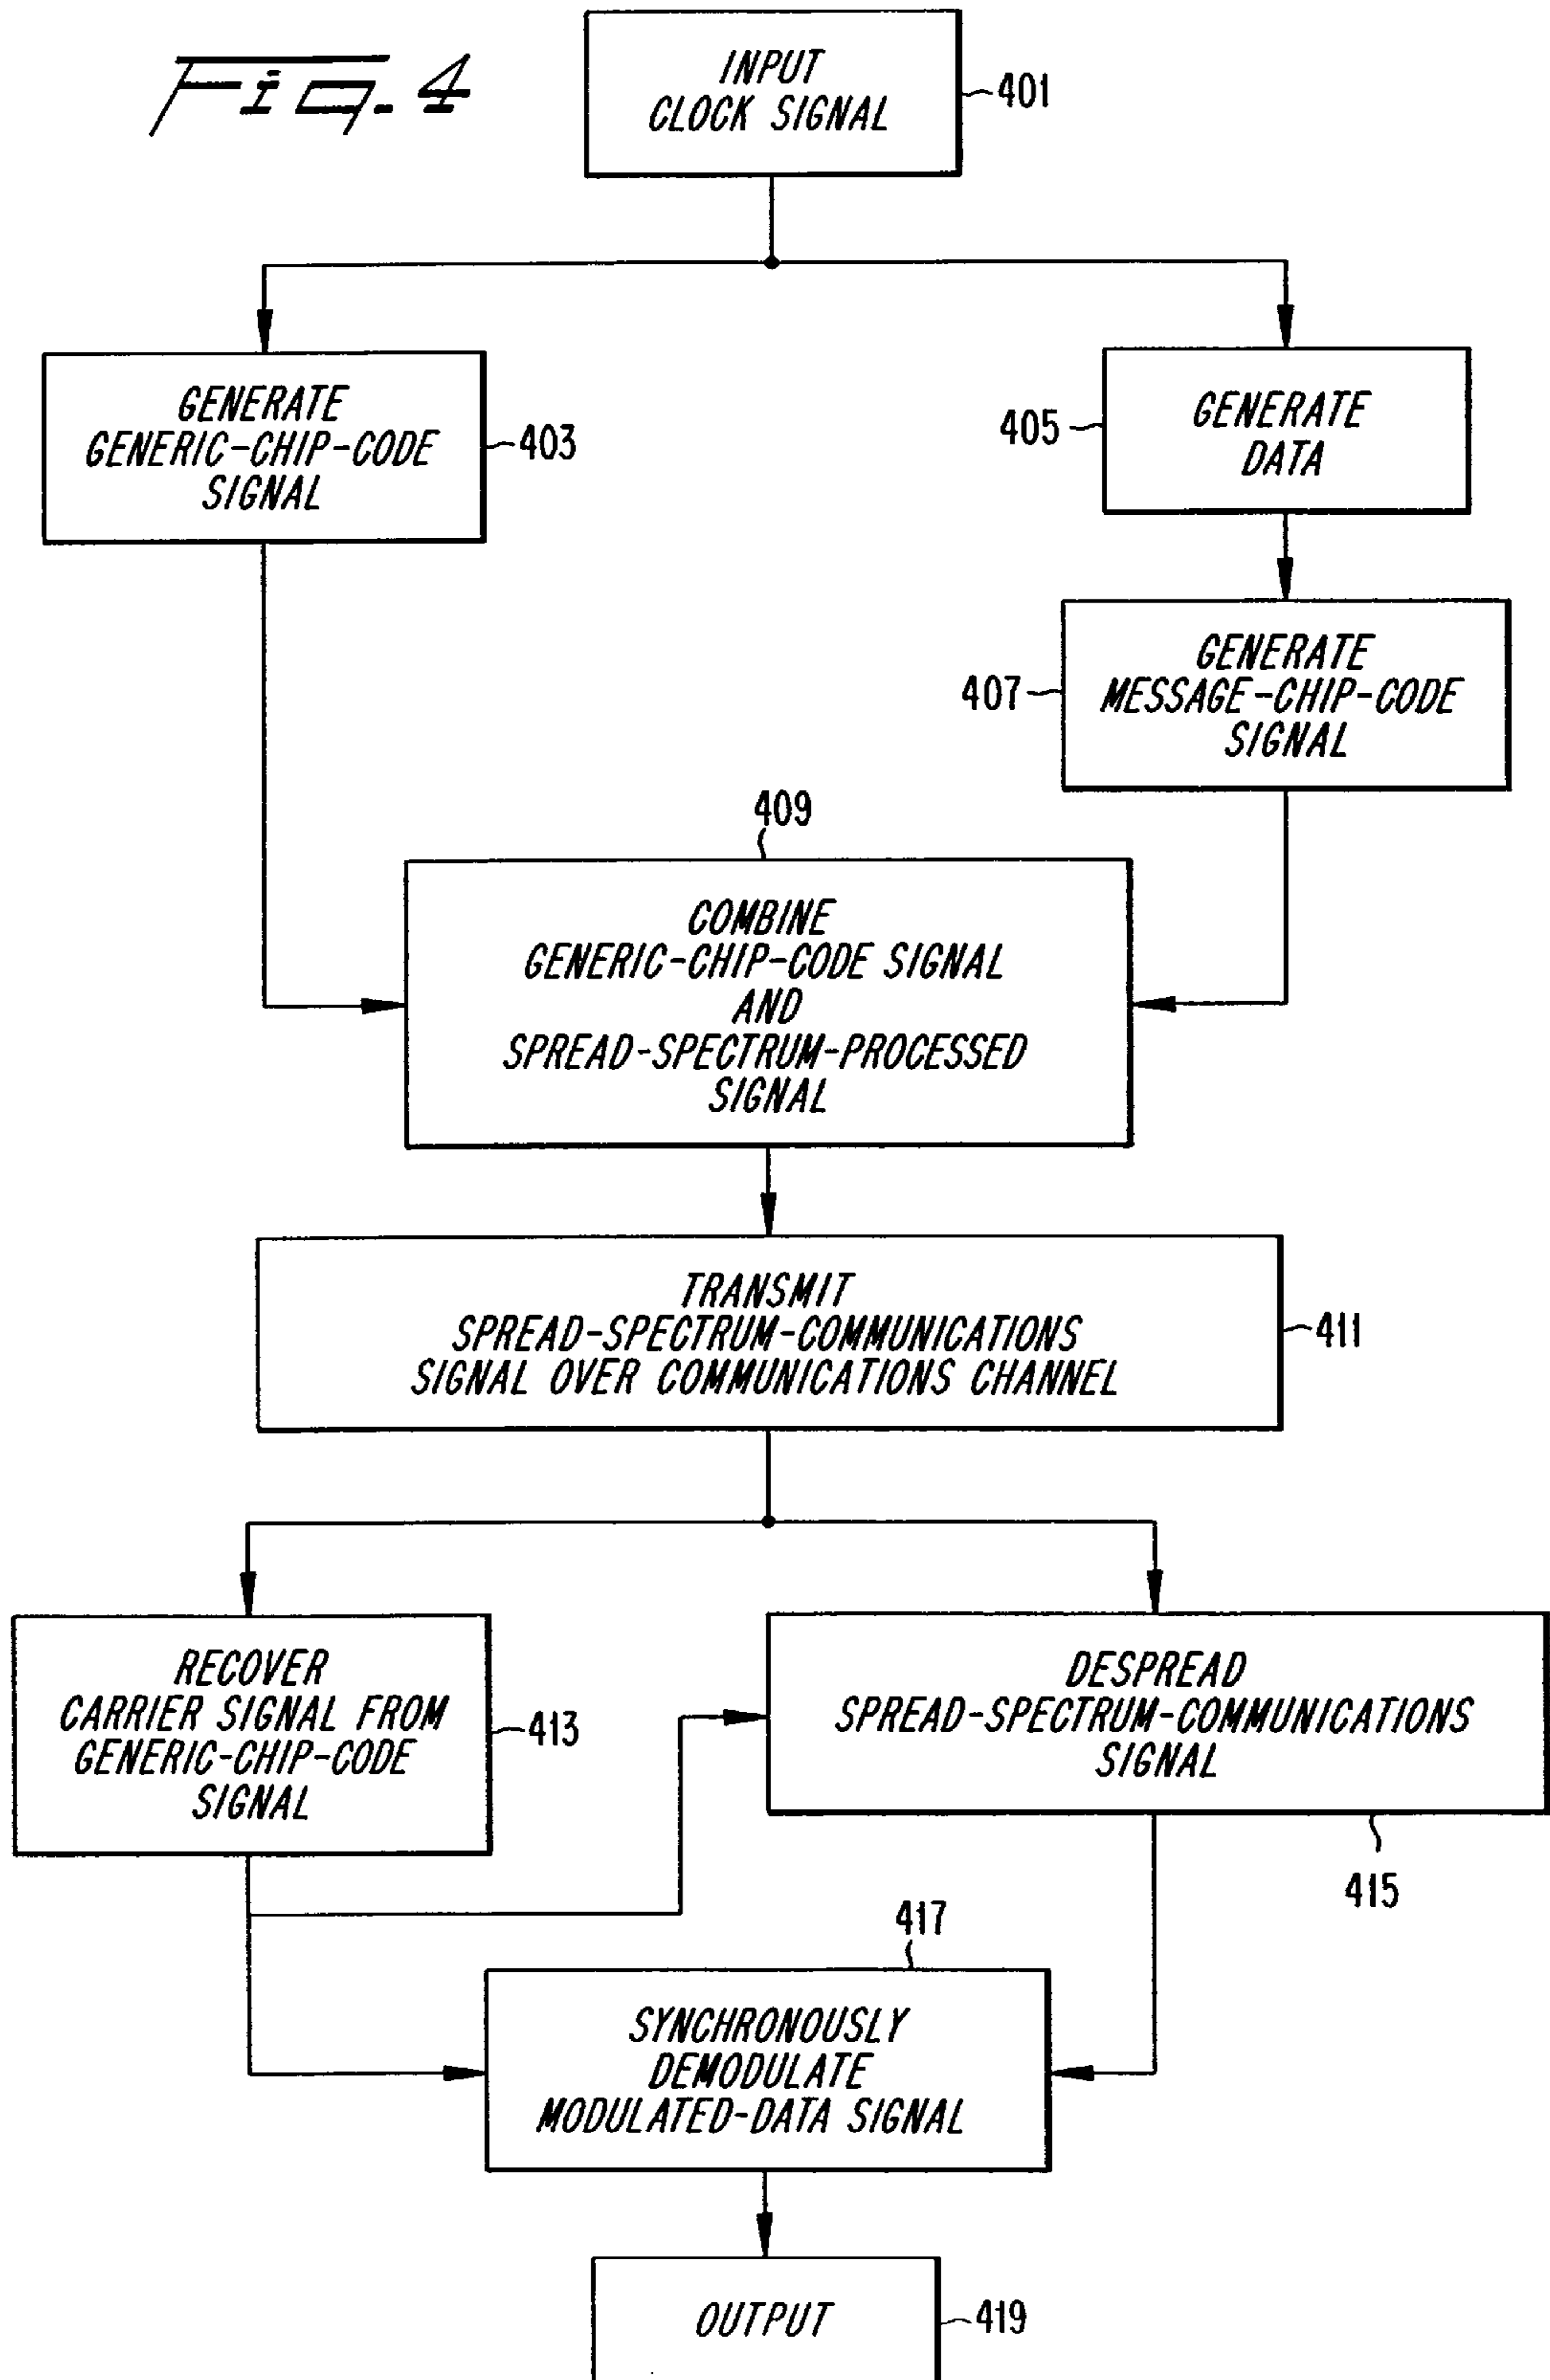 Fig. 4
INPUT
CLOCK SIGNAL
401
GENERATE
GENERIC-CHIP-CODE
SIGNAL
403
405
GENERATE
DATA
407
GENERATE
MESSAGE-CHIP-CODE
SIGNAL
409
COMBINE
GENERIC-CHIP-CODE SIGNAL
AND
SPREAD-SPECTRUM-PROCESSED
SIGNAL
TRANSMIT
SPREAD-SPECTRUM-COMMUNICATIONS
SIGNAL OVER COMMUNICATIONS CHANNEL
411
RECOVER
CARRIER SIGNAL FROM
GENERIC-CHIP-CODE
SIGNAL
413
DESPREAD
SPREAD-SPECTRUM-COMMUNICATIONS
SIGNAL
415
417
SYNCHRONOUSLY
DEMODULATE
MODULATED-DATA SIGNAL
OUTPUT
419